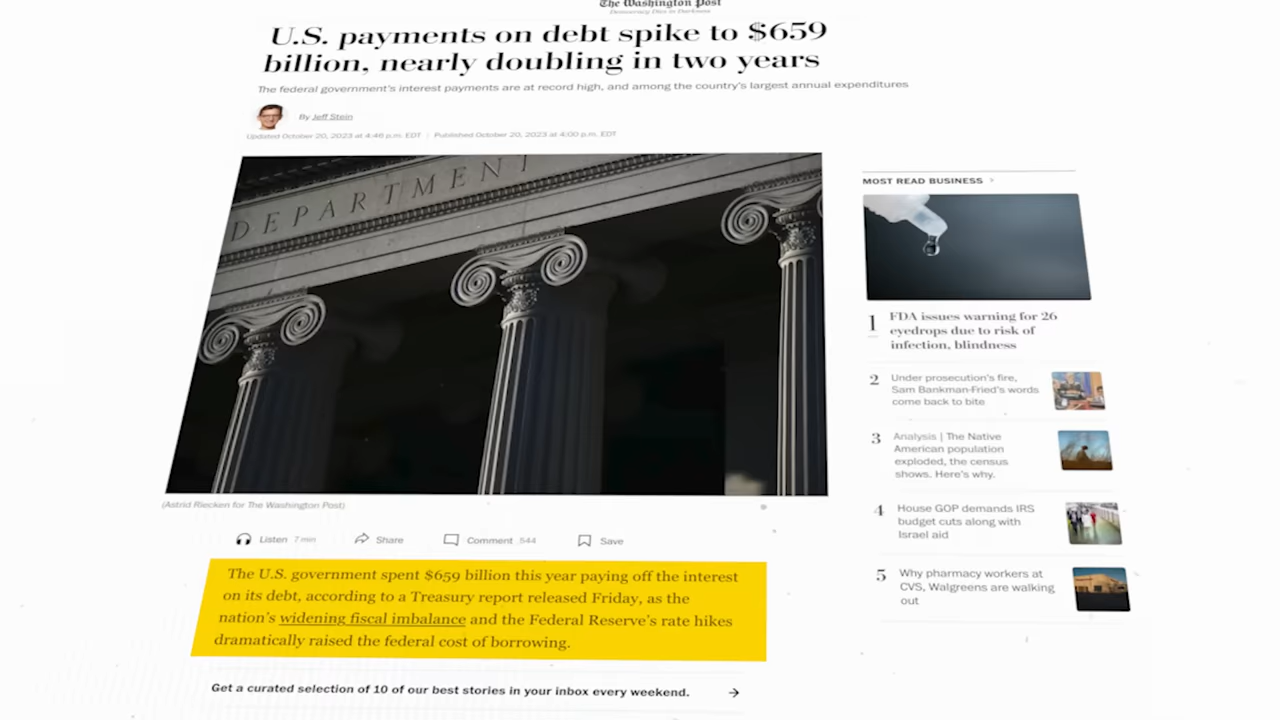 The Washington Post
Democracy Dies in Darkness
U.S. payments on debt spike to $659
billion, nearly doubling in two years
The federal government's interest payments are at record high, and among the country's largest annual expenditures
By Jeff Stein
Updated October 20, 2023 at 4:46 p.m. EDT | Published October 20, 2023 at 4:00 p.m. EDT
DEPARTMENT
(Astrid Riecken for The Washington Post)
Listen 7 min
Share
Comment 544
Save
The U.S. government spent $659 billion this year paying off the interest
on its debt, according to a Treasury report released Friday, as the
nation's widening fiscal imbalance and the Federal Reserve's rate hikes
dramatically raised the federal cost of borrowing.
Get a curated selection of 10 of our best stories in your inbox every weekend. →
MOST READ BUSINESS >
1 FDA issues warning for 26
eyedrops due to risk of
infection, blindness
2 Under prosecution's fire,
Sam Bankman-Fried's words
come back to bite
3 Analysis | The Native
American population
exploded, the census
shows. Here's why.
4 House GOP demands IRS
budget cuts along with
Israel aid
5 Why pharmacy workers at
CVS, Walgreens are walking
out